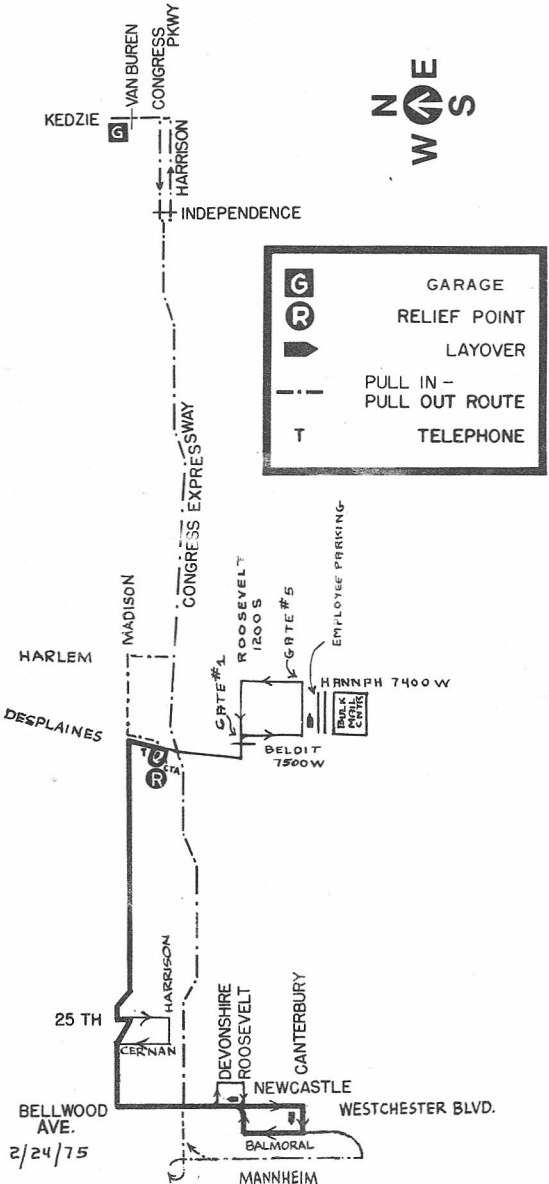 CONGRESS
PKWY
VAN BUREN
KEDZIE
G
HARRISON
INDEPENDENCE
N
E
S
W
G GARAGE
R RELIEF POINT
LAYOVER
PULL IN –
PULL OUT ROUTE
T TELEPHONE
CONGRESS EXPRESSWAY
MADISON
HARLEM
DESPLAINES
ROOSEVELT
1200 S
GATE #5
EMPLOYEE PARKING
GATE #1
HANNAH 7400 W
BULK
MAIL
CNTR
BELOIT
7500 W
T
CTA
R
HARRISON
25 TH
CERNAN
DEVONSHIRE
ROOSEVELT
CANTERBURY
NEWCASTLE
BELLWOOD
AVE.
WESTCHESTER BLVD.
BALMORAL
2/24/75
MANNHEIM